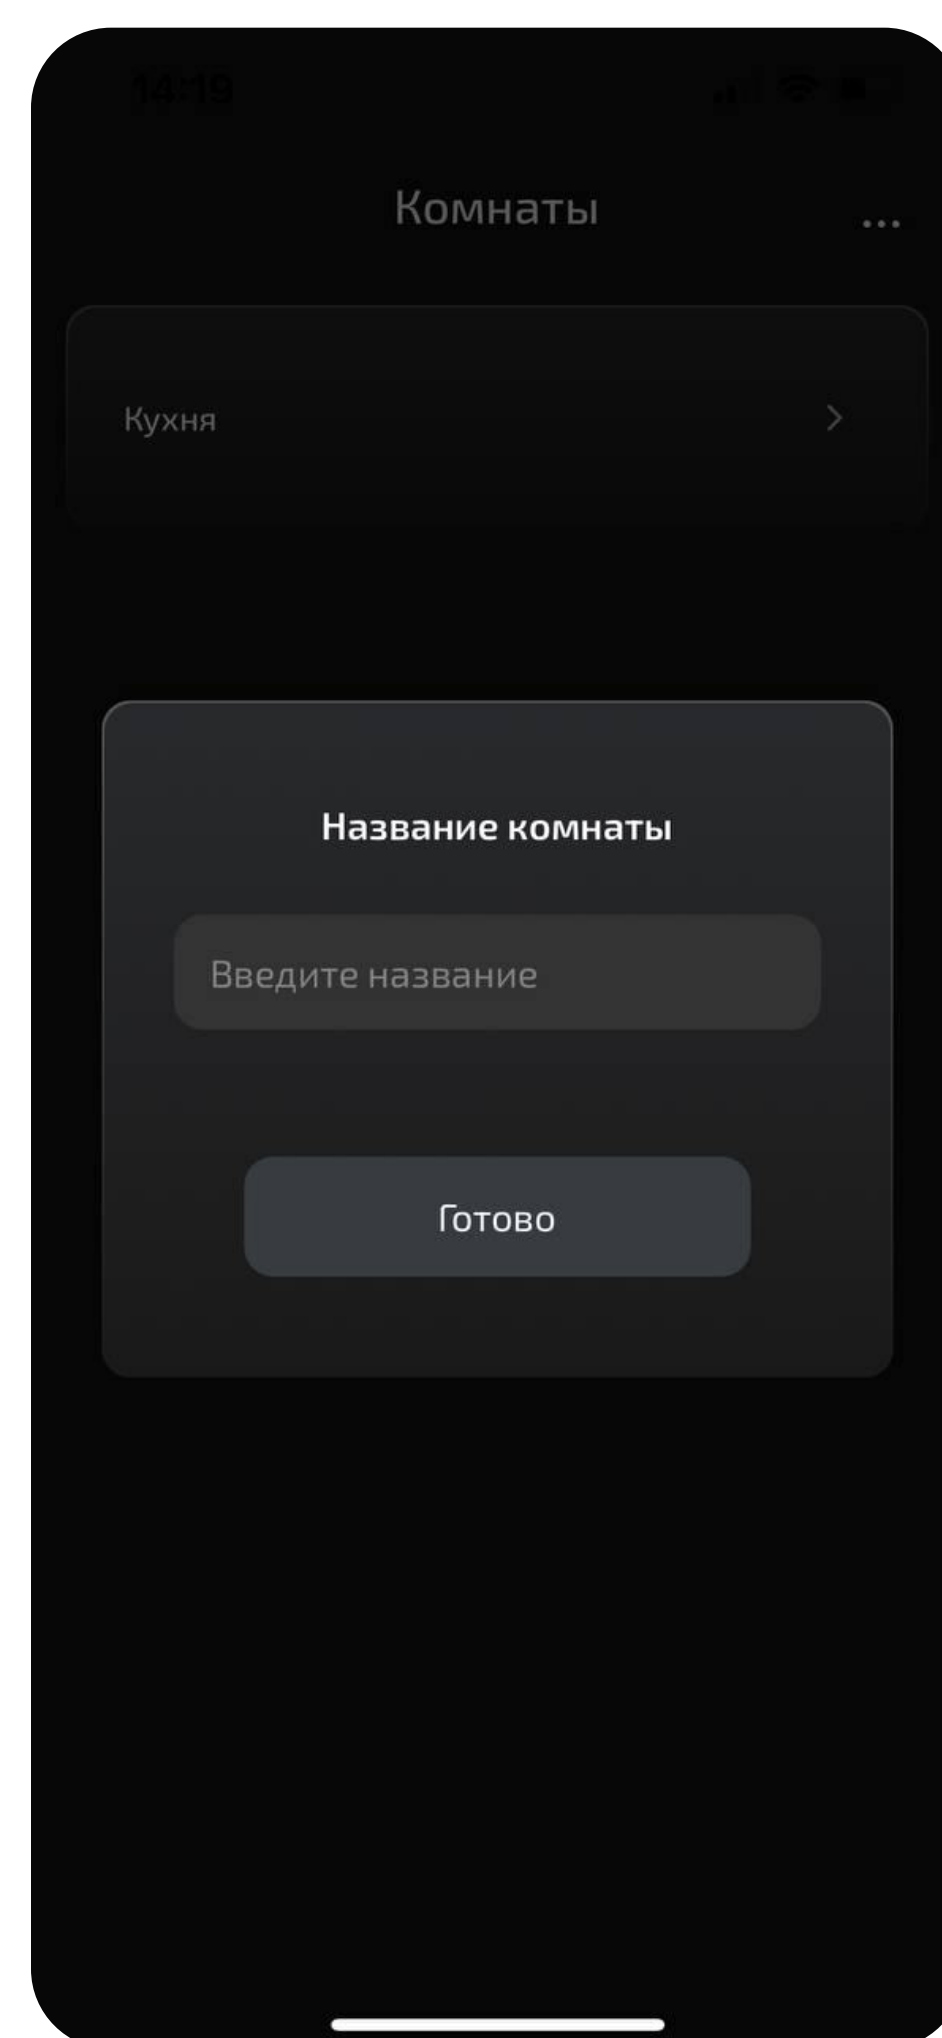 14:19
Комнаты
...
Кухня
Название комнаты
Введите название
Готово